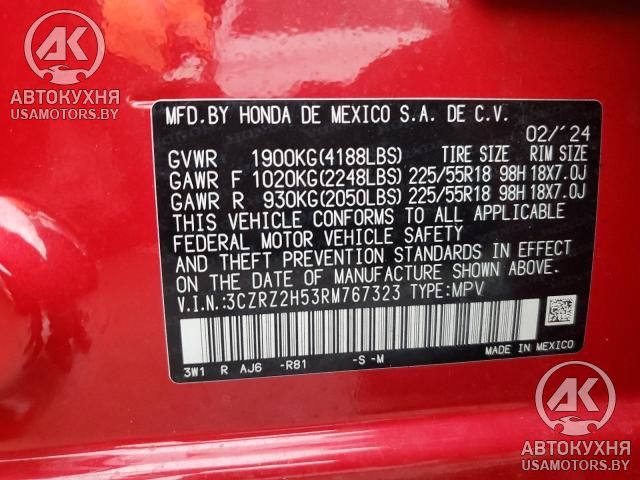 AK
АВТОКУХНЯ
USAMOTORS.BY
MFD.BY HONDA DE MEXICO S.A. DE C.V.
02/'24
GVWR 1900KG(4188LBS) TIRE SIZE RIM SIZE
GAWR F 1020KG(2248LBS) 225/55R18 98H 18X7.0J
GAWR R 930KG(2050LBS) 225/55R18 98H 18X7.0J
THIS VEHICLE CONFORMS TO ALL APPLICABLE
FEDERAL MOTOR VEHICLE SAFETY
AND THEFT PREVENTION STANDARDS IN EFFECT
ON THE DATE OF MANUFACTURE SHOWN ABOVE.
V.I.N.:3CZRZ2H53RM767323 TYPE:MPV
3W1 R AJ6 -R81 -S -M MADE IN MEXICO
AK
АВТОКУХНЯ
USAMOTORS.BY